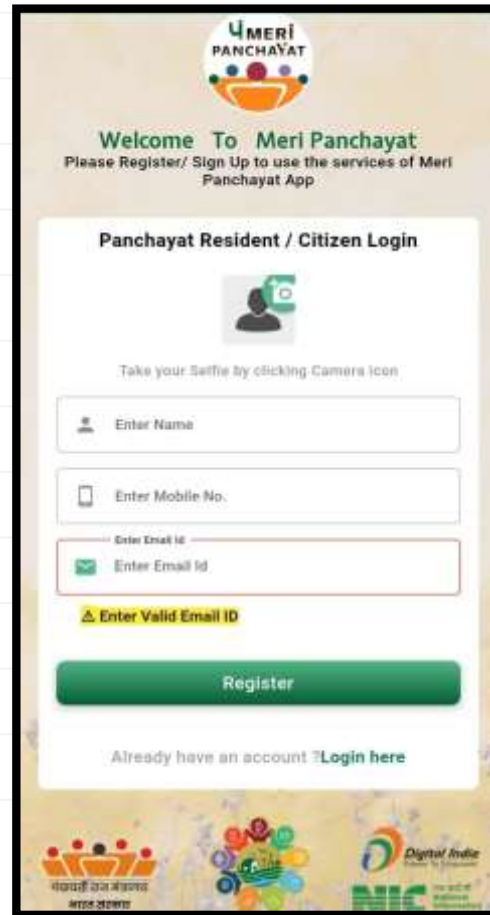 पMERI
PANCHAYAT
Welcome To Meri Panchayat
Please Register/ Sign Up to use the services of Meri
Panchayat App
Panchayat Resident / Citizen Login
Take your Selfie by clicking Camera icon
Enter Name
Enter Mobile No.
Enter Email Id
Enter Email Id
⚠ Enter Valid Email ID
Register
Already have an account ?Login here
Digital India
पंचायती राज मंत्रालय
भारत सरकार
NIC
National
Informatics